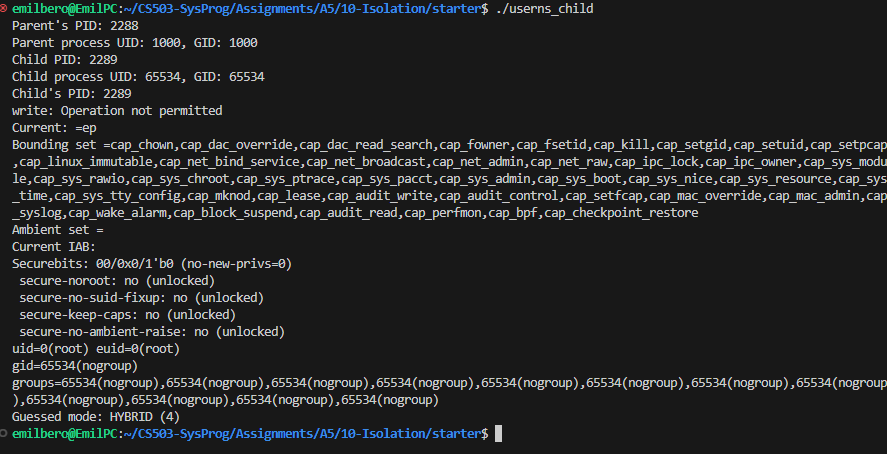 emilbero@EmilPC:~/CS503-SysProg/Assignments/A5/10-Isolation/starter$ ./userns_child
Parent's PID: 2288
Parent process UID: 1000, GID: 1000
Child PID: 2289
Child process UID: 65534, GID: 65534
Child's PID: 2289
write: Operation not permitted
Current: =ep
Bounding set =cap_chown,cap_dac_override,cap_dac_read_search,cap_fowner,cap_fsetid,cap_kill,cap_setgid,cap_setuid,cap_setpcap
,cap_linux_immutable,cap_net_bind_service,cap_net_broadcast,cap_net_admin,cap_net_raw,cap_ipc_lock,cap_ipc_owner,cap_sys_modu
le,cap_sys_rawio,cap_sys_chroot,cap_sys_ptrace,cap_sys_pacct,cap_sys_admin,cap_sys_boot,cap_sys_nice,cap_sys_resource,cap_sys
_time,cap_sys_tty_config,cap_mknod,cap_lease,cap_audit_write,cap_audit_control,cap_setfcap,cap_mac_override,cap_mac_admin,cap
_syslog,cap_wake_alarm,cap_block_suspend,cap_audit_read,cap_perfmon,cap_bpf,cap_checkpoint_restore
Ambient set =
Current IAB:
Securebits: 00/0x0/1'b0 (no-new-privs=0)
 secure-noroot: no (unlocked)
 secure-no-suid-fixup: no (unlocked)
 secure-keep-caps: no (unlocked)
 secure-no-ambient-raise: no (unlocked)
uid=0(root) euid=0(root)
gid=65534(nogroup)
groups=65534(nogroup),65534(nogroup),65534(nogroup),65534(nogroup),65534(nogroup),65534(nogroup),65534(nogroup),65534(nogroup
),65534(nogroup),65534(nogroup),65534(nogroup),65534(nogroup)
Guessed mode: HYBRID (4)
emilbero@EmilPC:~/CS503-SysProg/Assignments/A5/10-Isolation/starter$